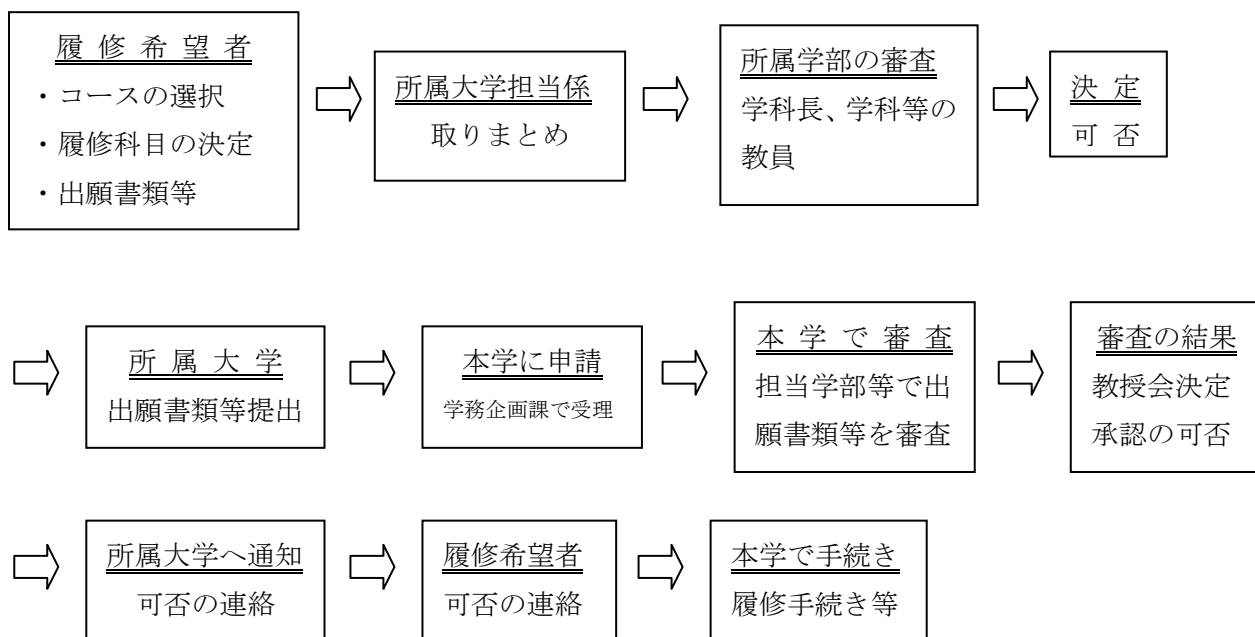 履 修 希 望 者
・コースの選択
・履修科目の決定
・出願書類等
所属大学担当係
取りまとめ
所属学部の審査
学科長、学科等の
教員
決 定
可 否
所 属 大 学
出願書類等提出
本学に申請
学務企画課で受理
本 学 で 審 査
担当学部等で出
願書類等を審査
審査の結果
教授会決定
承認の可否
所属大学へ通知
可否の連絡
履修希望者
可否の連絡
本学で手続き
履修手続き等